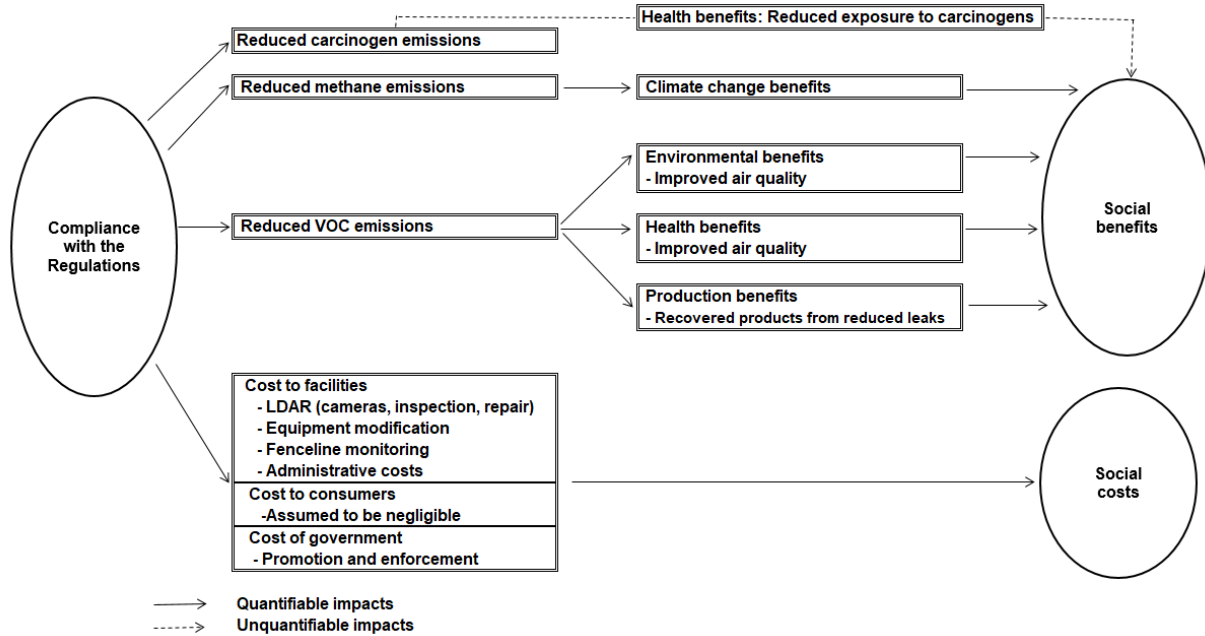 Health benefits: Reduced exposure to carcinogens
Reduced carcinogen emissions
Reduced methane emissions
Climate change benefits
Compliance
with the
Regulations
Reduced VOC emissions
Environmental benefits
- Improved air quality
Health benefits
- Improved air quality
Production benefits
- Recovered products from reduced leaks
Social
benefits
Cost to facilities
- LDAR (cameras, inspection, repair)
- Equipment modification
- Fenceline monitoring
- Administrative costs
Cost to consumers
-Assumed to be negligible
Cost of government
- Promotion and enforcement
Social
costs
Quantifiable impacts
Unquantifiable impacts